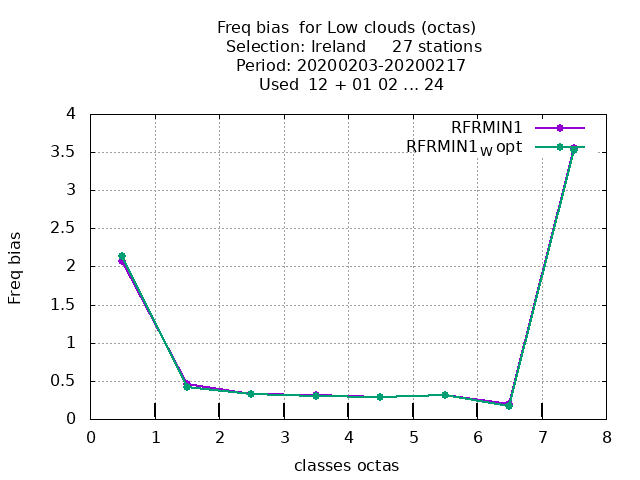 Freq bias  for Low clouds (octas)
Selection: Ireland     27 stations
Period: 20200203-20200217
Used  12 + 01 02 ... 24
RFRMIN1
RFRMIN1W opt
4
3.5
3
2.5
2
1.5
1
0.5
0
Freq bias
0 1 2 3 4 5 6 7 8
classes octas